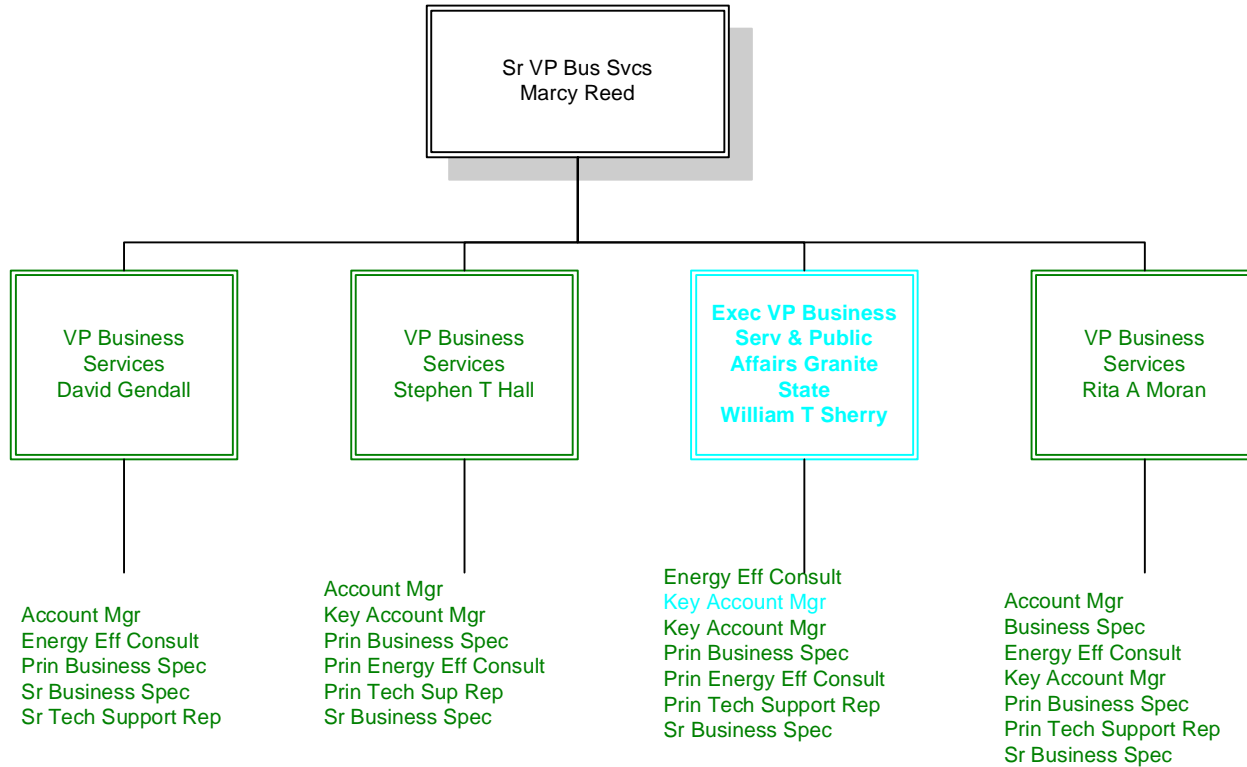 Sr VP Bus Svcs
Marcy Reed
VP Business
Services
David Gendall
VP Business
Services
Stephen T Hall
Exec VP Business
Serv & Public
Affairs Granite
State
William T Sherry
VP Business
Services
Rita A Moran
Account Mgr
Energy Eff Consult
Prin Business Spec
Sr Business Spec
Sr Tech Support Rep
Account Mgr
Key Account Mgr
Prin Business Spec
Prin Energy Eff Consult
Prin Tech Sup Rep
Sr Business Spec
Energy Eff Consult
Key Account Mgr
Key Account Mgr
Prin Business Spec
Prin Energy Eff Consult
Prin Tech Support Rep
Sr Business Spec
Account Mgr
Business Spec
Energy Eff Consult
Key Account Mgr
Prin Business Spec
Prin Tech Support Rep
Sr Business Spec